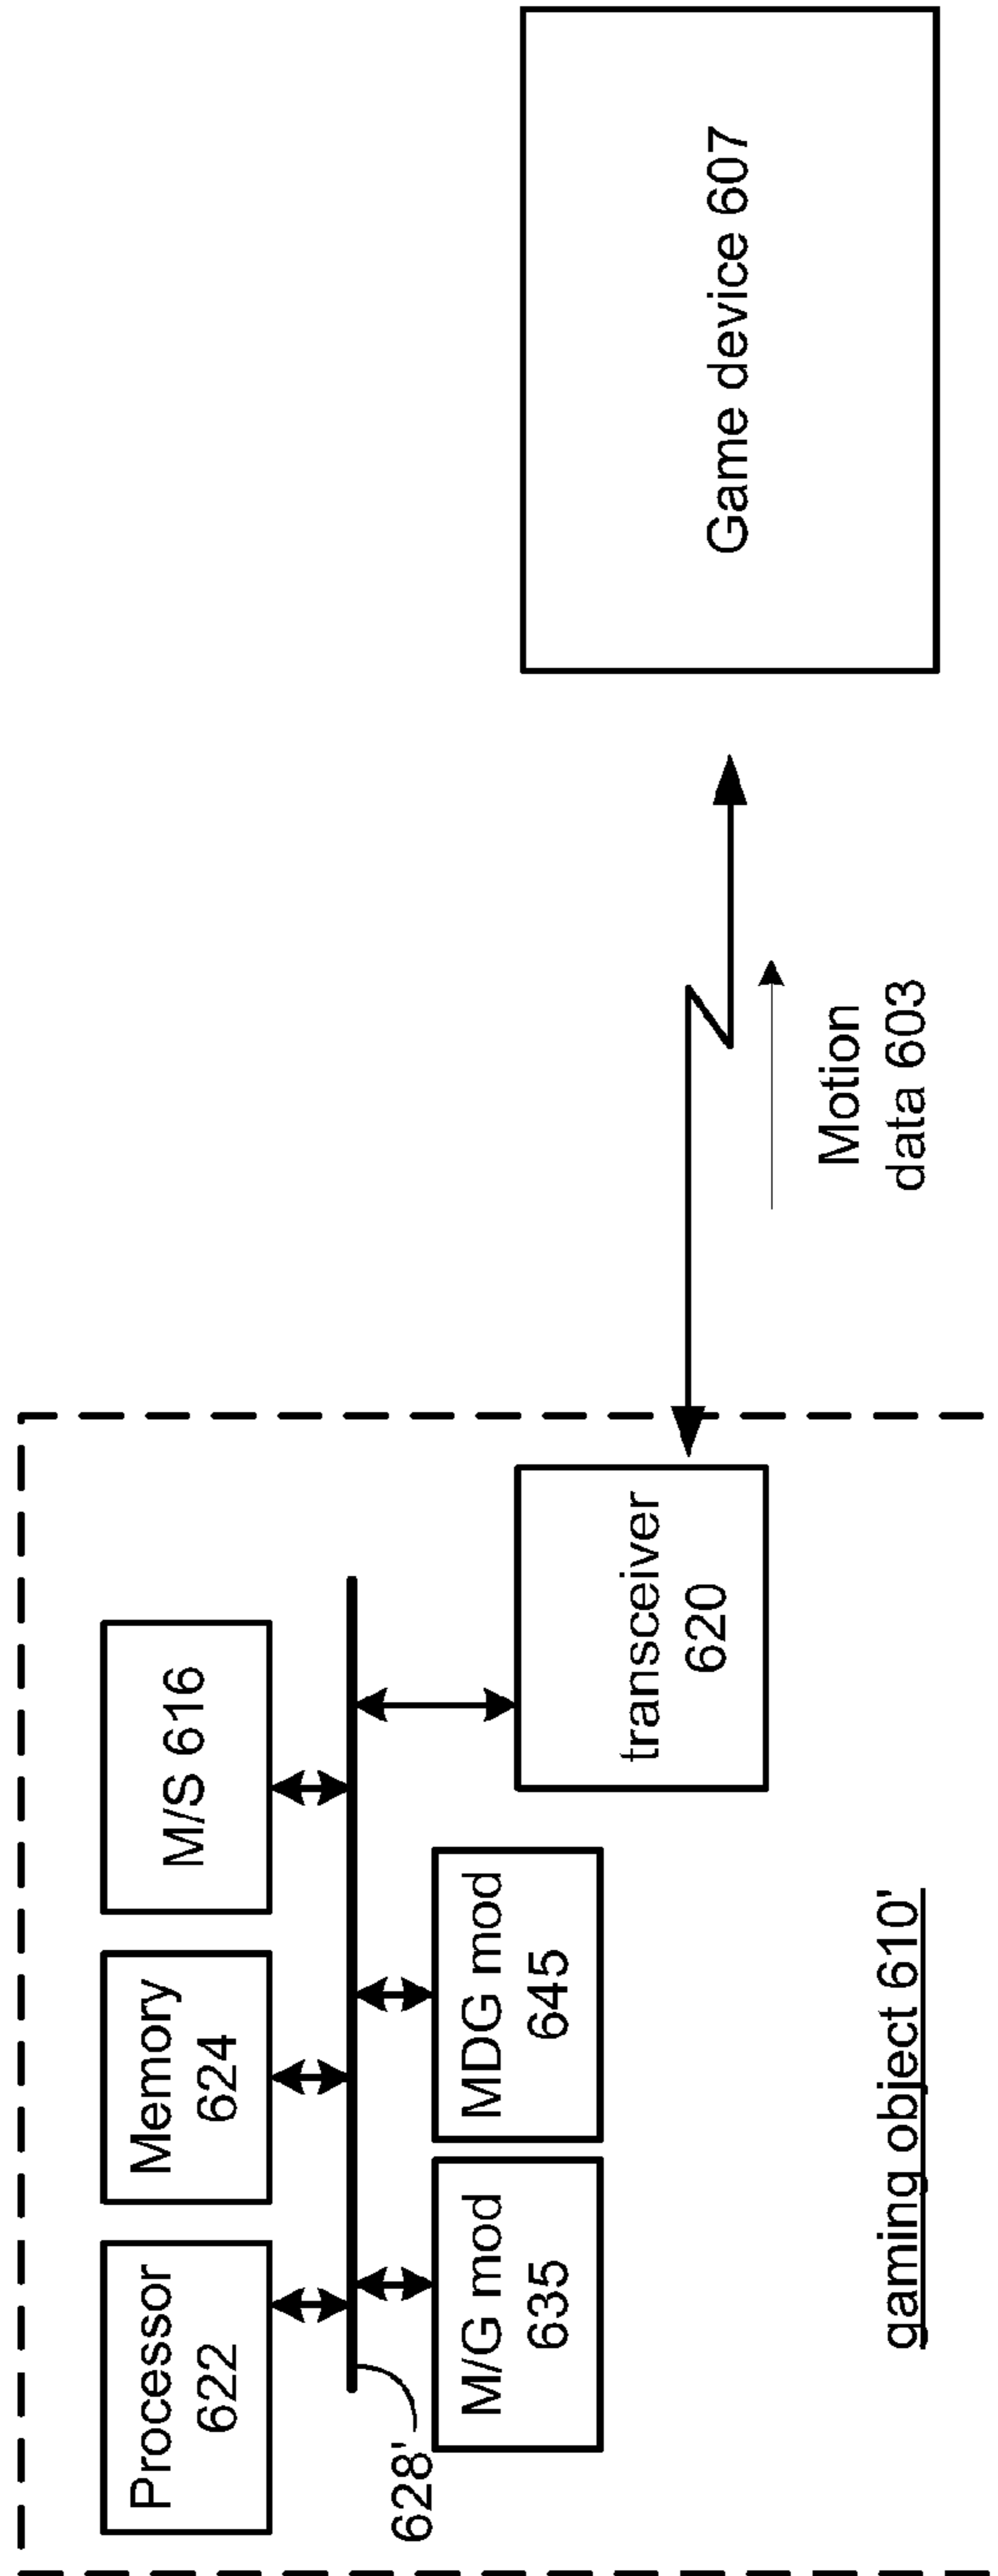 Processor
622
Memory
624
M/S 616
628'
M/G mod
635
MDG mod
645
transceiver
620
gaming object 610'
Motion
data 603
Game device 607